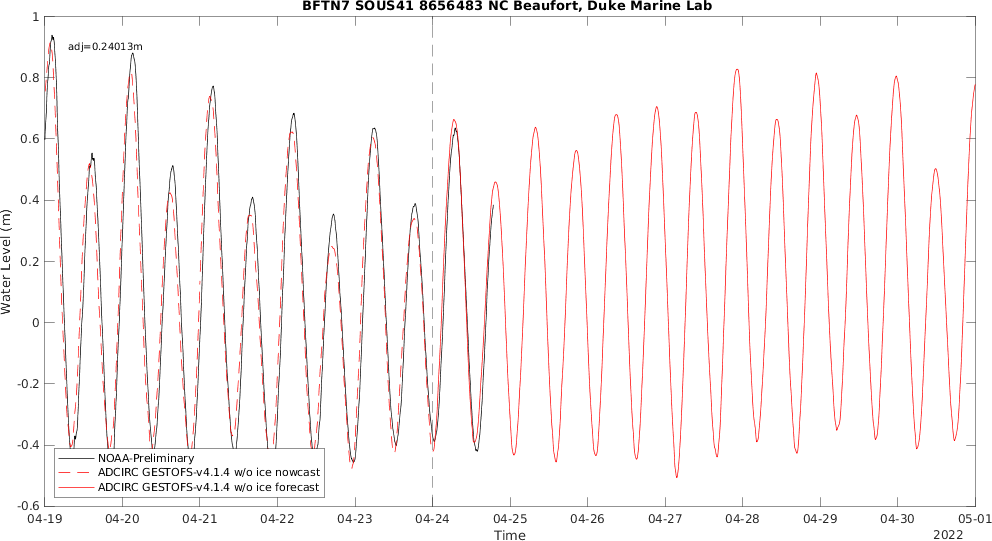 BFTN7 SOUS41 8656483 NC Beaufort, Duke Marine Lab
adj=0.24013m
Water Level (m)
1
0.8
0.6
0.4
0.2
0
-0.2
-0.4
-0.6
NOAA-Preliminary
ADCIRC GESTOFS-v4.1.4 w/o ice nowcast
ADCIRC GESTOFS-v4.1.4 w/o ice forecast
04-19 04-20 04-21 04-22 04-23 04-24 04-25 04-26 04-27 04-28 04-29 04-30 05-01
Time
2022